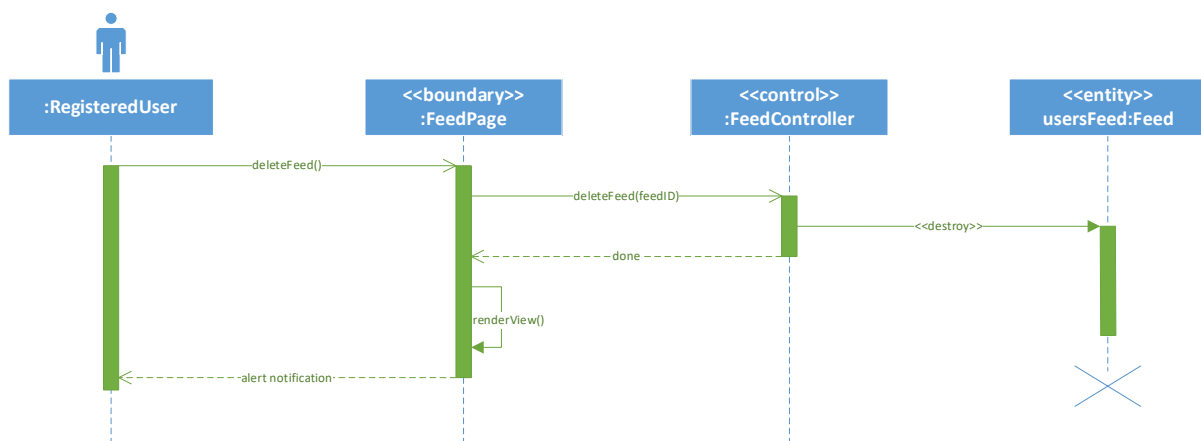 :RegisteredUser
<<boundary>>
:FeedPage
<<control>>
:FeedController
<<entity>>
usersFeed:Feed
deleteFeed()
deleteFeed(feedID)
<<destroy>>
done
renderView()
alert notification